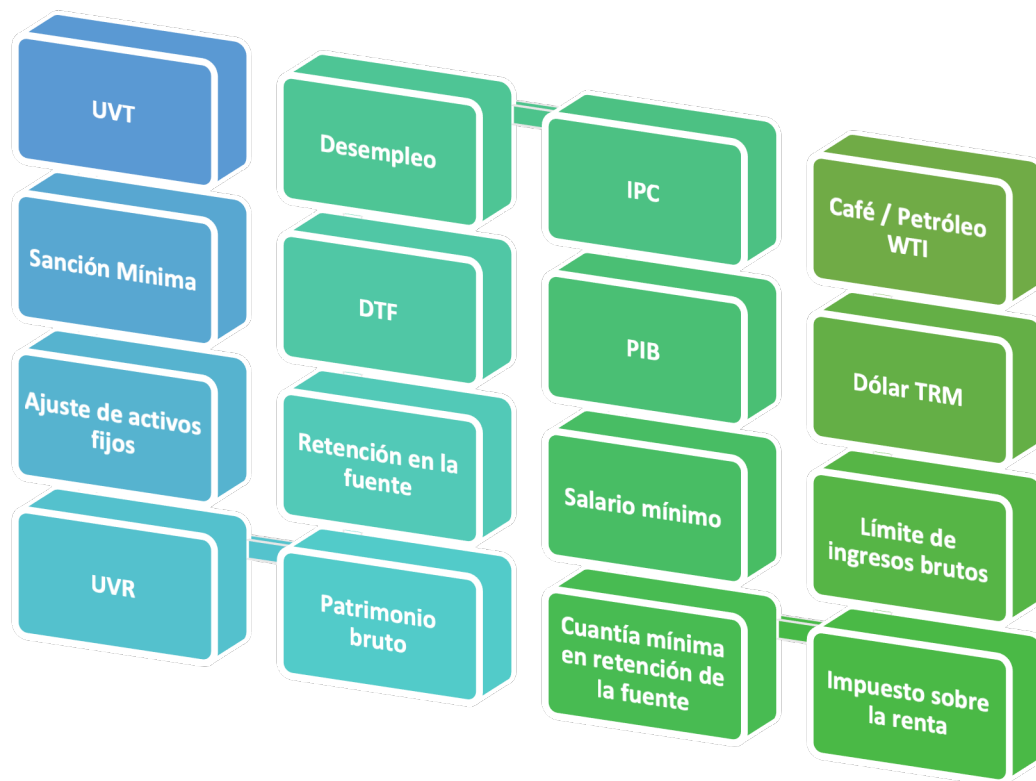 UVT
Sanción Mínima
Ajuste de activos
fijos
UVR
Patrimonio
bruto
Retención en la
fuente
DTF
Desempleo
IPC
PIB
Salario mínimo
Cuantía mínima
en retención de
la fuente
Impuesto sobre
la renta
Límite de
ingresos brutos
Dólar TRM
Café / Petróleo
WTI